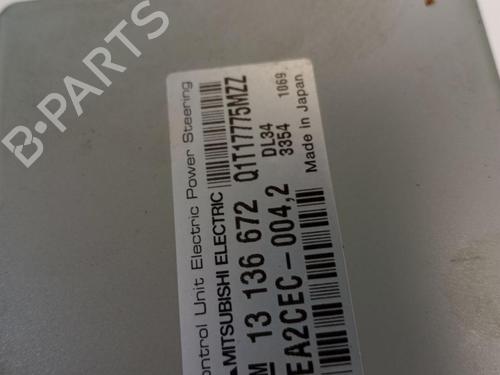 ontrol Unit Electric Power Steering
MITSUBISHI ELECTRIC
M 13 136 672 Q1T17775MZZ
DL34 1069
EA2CEC-004,2 3354
Made in Japan
B-PARTS